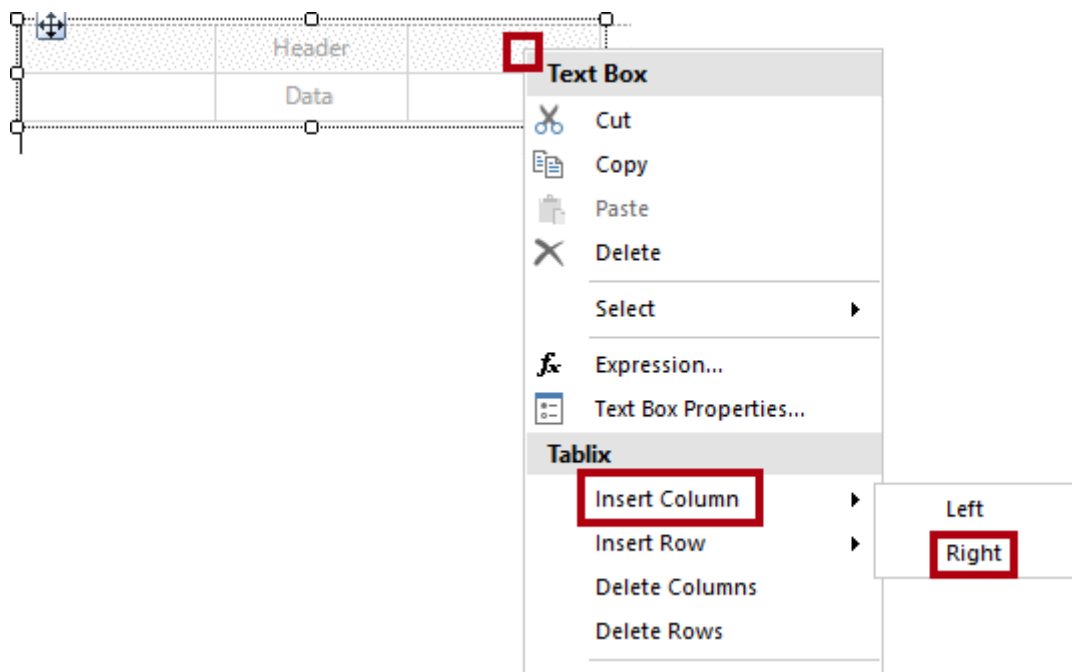 Header
Data
Text Box
Cut
Copy
Paste
Delete
Select
fx Expression...
Text Box Properties...
Tablix
Insert Column
Left
Insert Row
Right
Delete Columns
Delete Rows